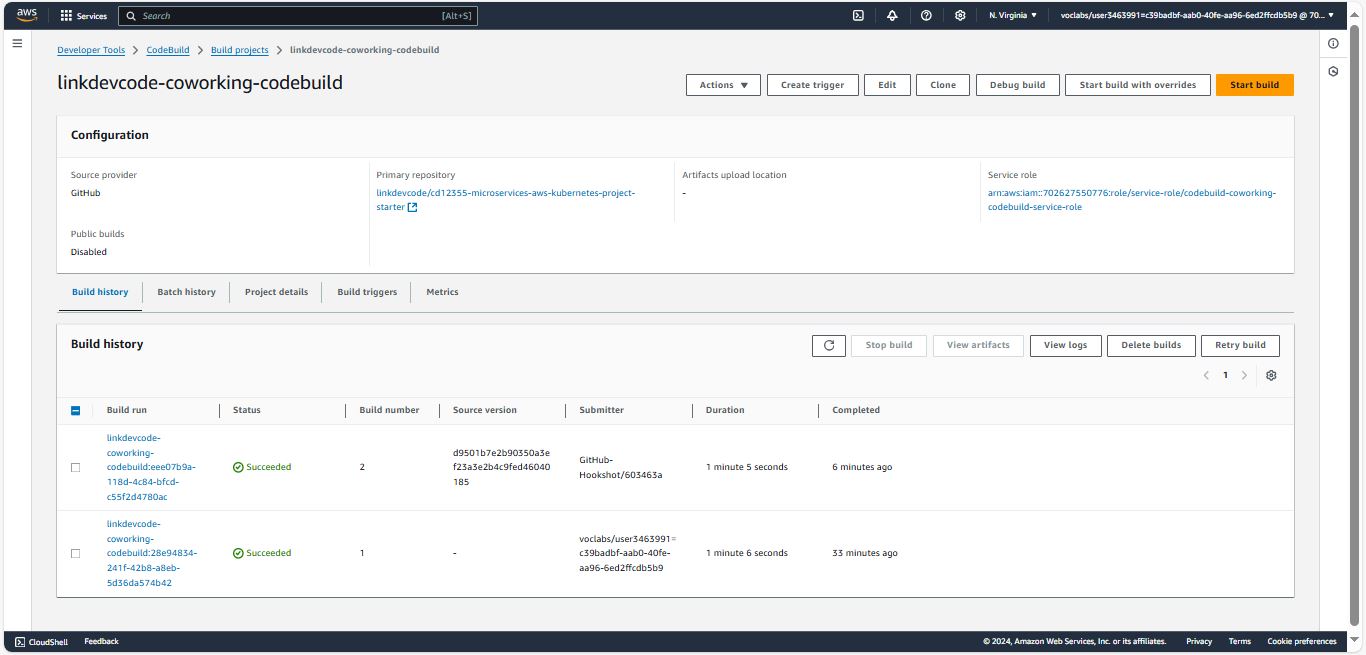 aws
Services
Search
[Alt+S]
N. Virginia
voclabs/user3463991=c39badbf-aab0-40fe-aa96-6ed2ffcdb5b9 @ 70...
Developer Tools
CodeBuild
Build projects
linkdevcode-coworking-codebuild
linkdevcode-coworking-codebuild
Actions
Create trigger
Edit
Clone
Debug build
Start build with overrides
Start build
Configuration
Source provider
GitHub
Primary repository
linkdevcode/cd12355-microservices-aws-kubernetes-project-
starter
Artifacts upload location
-
Service role
arn:aws:iam::702627550776:role/service-role/codebuild-coworking-
codebuild-service-role
Public builds
Disabled
Build history
Batch history
Project details
Build triggers
Metrics
Build history
Stop build
View artifacts
View logs
Delete builds
Retry build
1
Build run
Status
Build number
Source version
Submitter
Duration
Completed
linkdevcode-
coworking-
codebuild:eee07b9a-
118d-4c84-bfcd-
c55f2d4780ac
Succeeded
2
d9501b7e2b90350a3e
f23a3e2b4c9fed46040
185
GitHub-
Hookshot/603463a
1 minute 5 seconds
6 minutes ago
linkdevcode-
coworking-
codebuild:28e94834-
241f-42b8-a8eb-
5d36da574b42
Succeeded
1
-
voclabs/user3463991=
c39badbf-aab0-40fe-
aa96-6ed2ffcdb5b9
1 minute 6 seconds
33 minutes ago
CloudShell
Feedback
© 2024, Amazon Web Services, Inc. or its affiliates.
Privacy
Terms
Cookie preferences